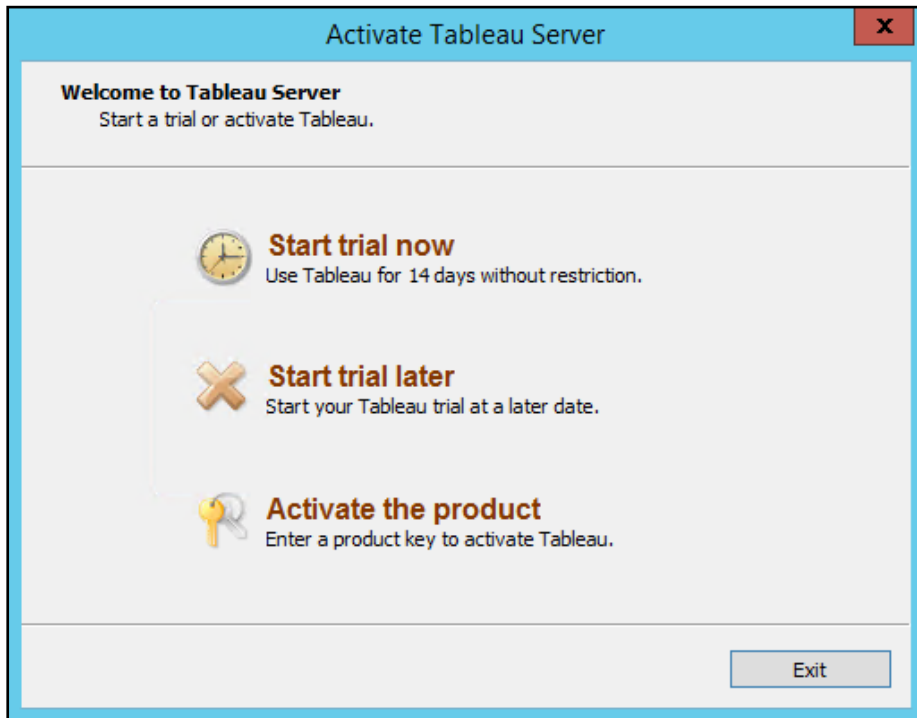 Activate Tableau Server
x
Welcome to Tableau Server
Start a trial or activate Tableau.
Start trial now
Use Tableau for 14 days without restriction.
Start trial later
Start your Tableau trial at a later date.
Activate the product
Enter a product key to activate Tableau.
Exit